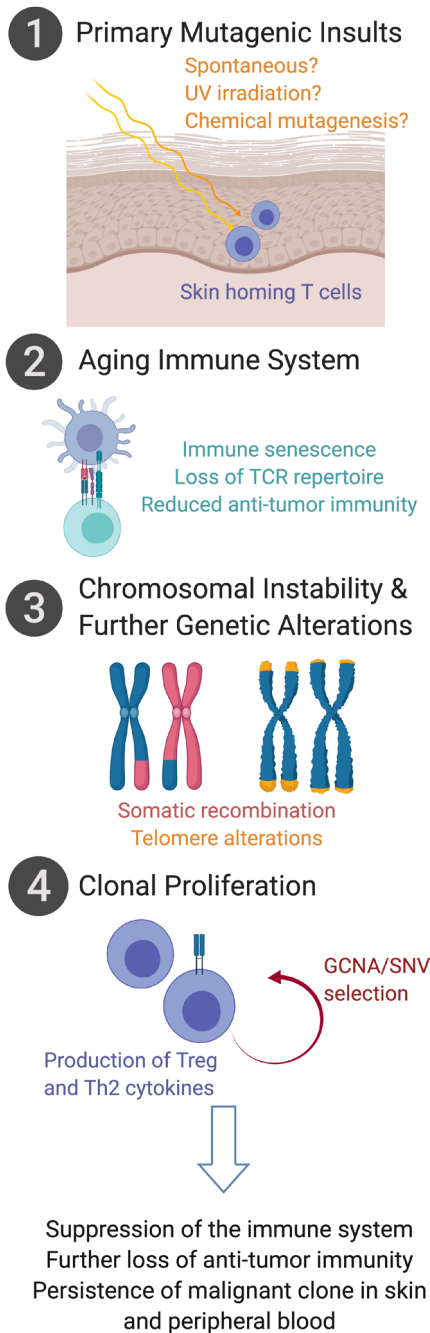 1 Primary Mutagenic Insults
Spontaneous?
UV irradiation?
Chemical mutagenesis?
Skin homing T cells
2 Aging Immune System
Immune senescence
Loss of TCR repertoire
Reduced anti-tumor immunity
3 Chromosomal Instability &
Further Genetic Alterations
Somatic recombination
Telomere alterations
4 Clonal Proliferation
GCNA/SNV
selection
Production of Treg
and Th2 cytokines
Suppression of the immune system
Further loss of anti-tumor immunity
Persistence of malignant clone in skin
and peripheral blood